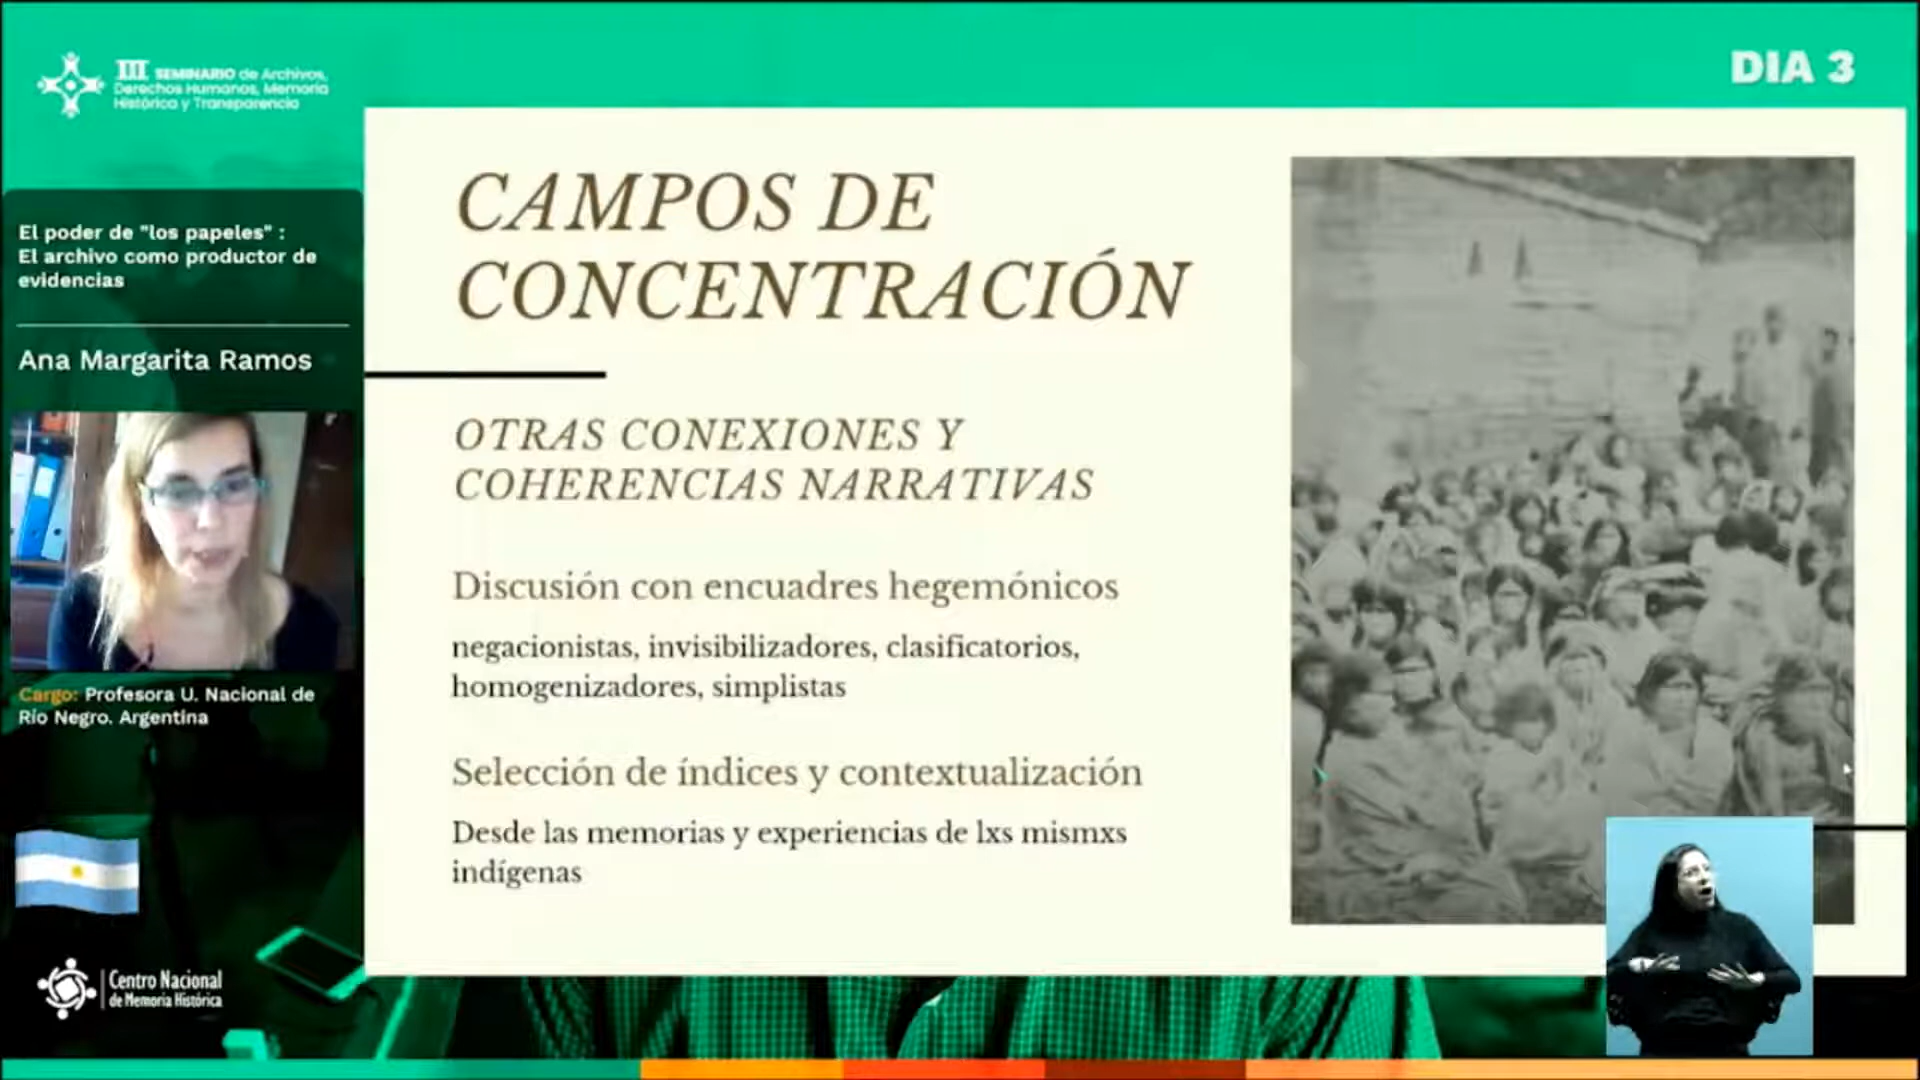 III SEMINARIO de Archivos,
Derechos Humanos, Memoria
Histórica y Transparencia
DIA 3
El poder de "los papeles" :
El archivo como productor de
evidencias
Ana Margarita Ramos
Cargo: Profesora U. Nacional de
Río Negro. Argentina
Centro Nacional
de Memoria Histórica
CAMPOS DE
CONCENTRACIÓN
OTRAS CONEXIONES Y
COHERENCIAS NARRATIVAS
Discusión con encuadres hegemónicos
negacionistas, invisibilizadores, clasificatorios,
homogenizadores, simplistas
Selección de índices y contextualización
Desde las memorias y experiencias de lxs mismxs
indígenas